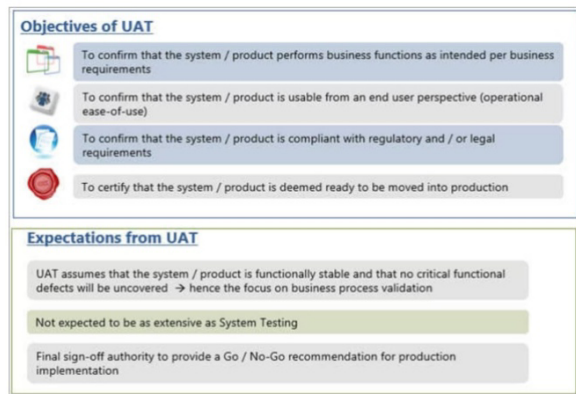 Objectives of UAT
To confirm that the system / product performs business functions as intended per business
requirements
To confirm that the system / product is usable from an end user perspective (operational
ease-of-use)
To confirm that the system / product is compliant with regulatory and / or legal
requirements
To certify that the system / product is deemed ready to be moved into production
Expectations from UAT
UAT assumes that the system / product is functionally stable and that no critical functional
defects will be uncovered → hence the focus on business process validation
Not expected to be as extensive as System Testing
Final sign-off authority to provide a Go / No-Go recommendation for production
implementation